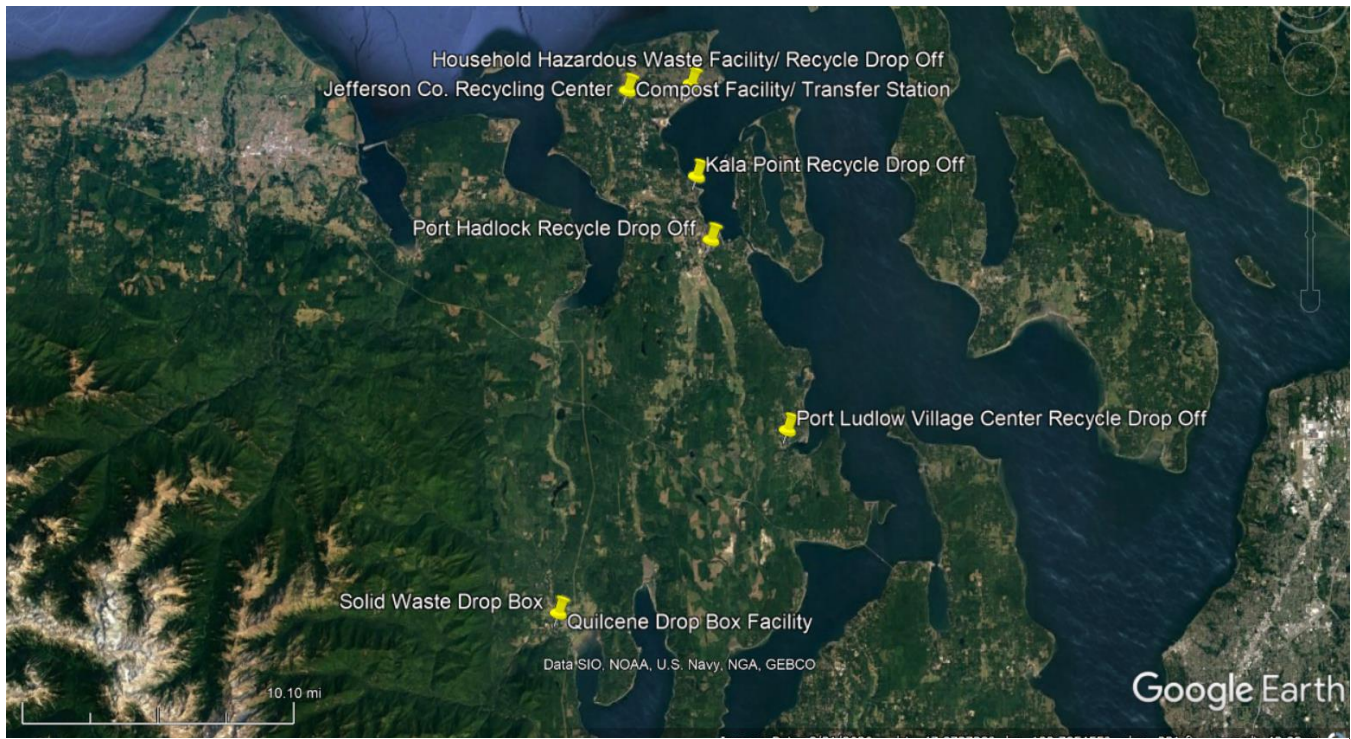 Household Hazardous Waste Facility/ Recycle Drop Off
Jefferson Co. Recycling Center
Compost Facility/ Transfer Station
Kala Point Recycle Drop Off
Port Hadlock Recycle Drop Off
Port Ludlow Village Center Recycle Drop Off
Solid Waste Drop Box
Quilcene Drop Box Facility
Data SIO, NOAA, U.S. Navy, NGA, GEBCO
10.10 mi
Google Earth